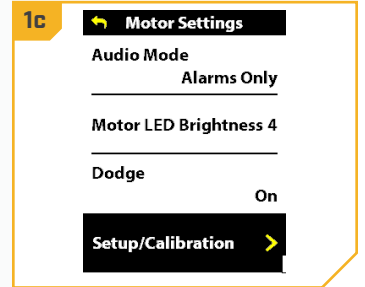 1c
Motor Settings
Audio Mode
Alarms Only
Motor LED Brightness 4
Dodge
On
Setup/Calibration